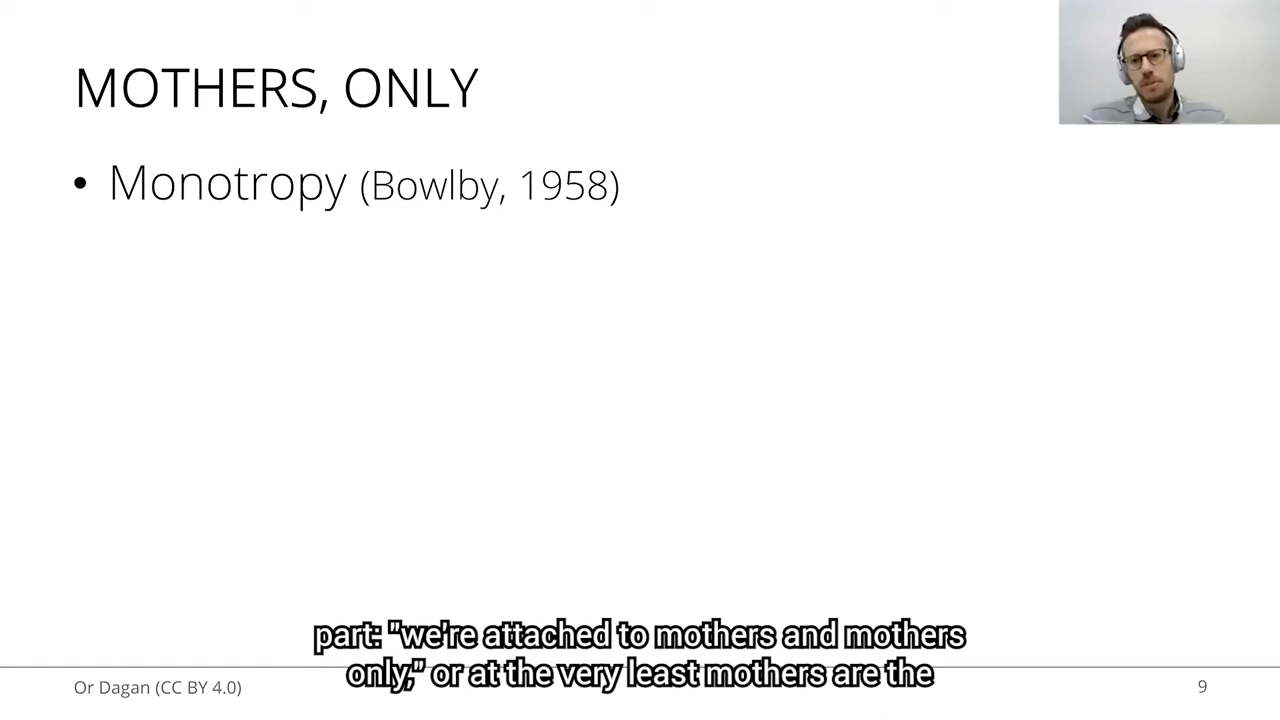 MOTHERS, ONLY
• Monotropy (Bowlby, 1958)
part: "we're attached to mothers and mothers
only," or at the very least mothers are the
Or Dagan (CC BY 4.0)
9